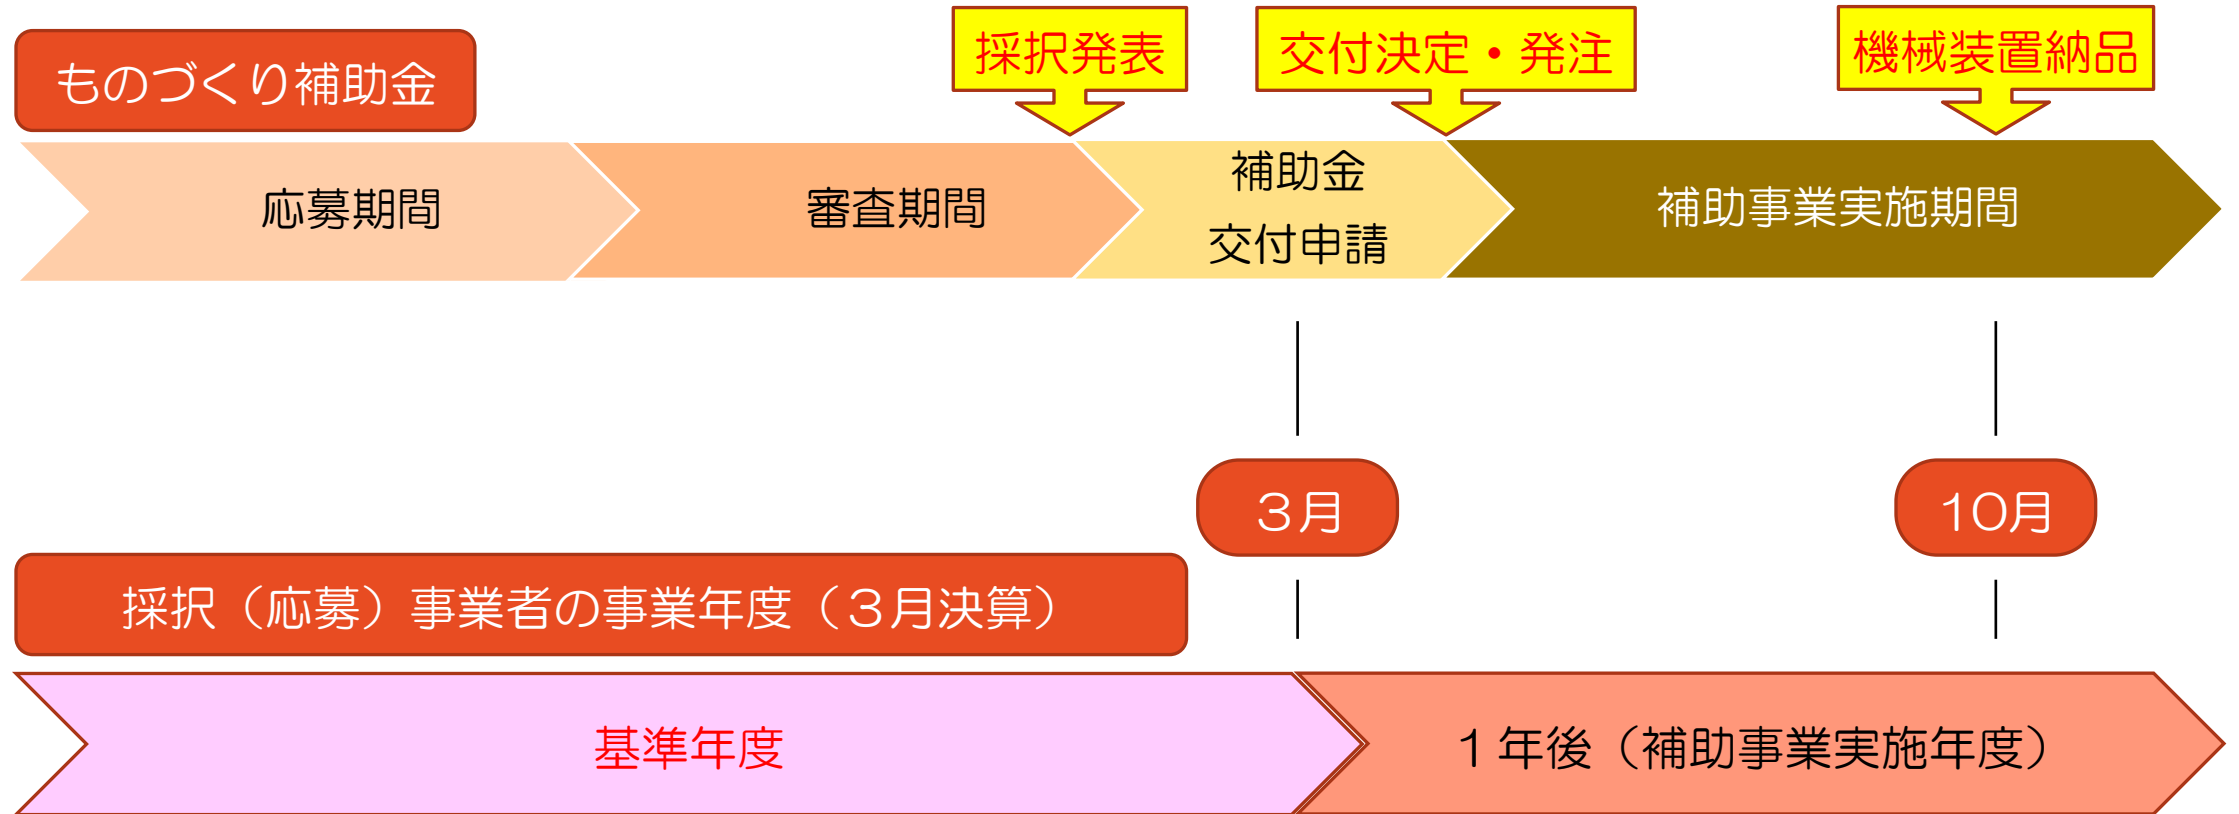 採択発表
交付決定・発注
機械装置納品
ものづくり補助金
応募期間
審査期間
補助金
交付申請
補助事業実施期間
３月
10月
採択（応募）事業者の事業年度（３月決算）
基準年度
１年後（補助事業実施年度）